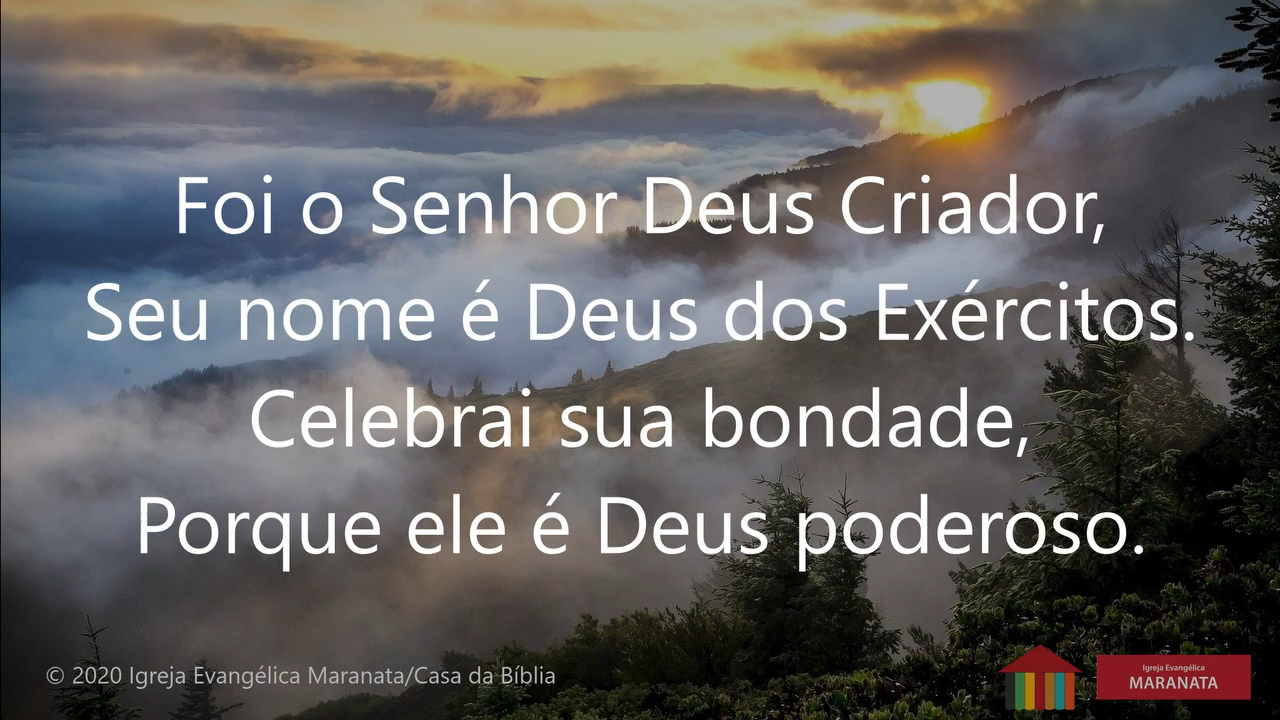 Foi o Senhor Deus Criador,
Seu nome é Deus dos Exércitos.
Celebrai sua bondade,
Porque ele é Deus poderoso.
© 2020 Igreja Evangélica Maranata/Casa da Bíblia
Igreja Evangélica
MARANATA